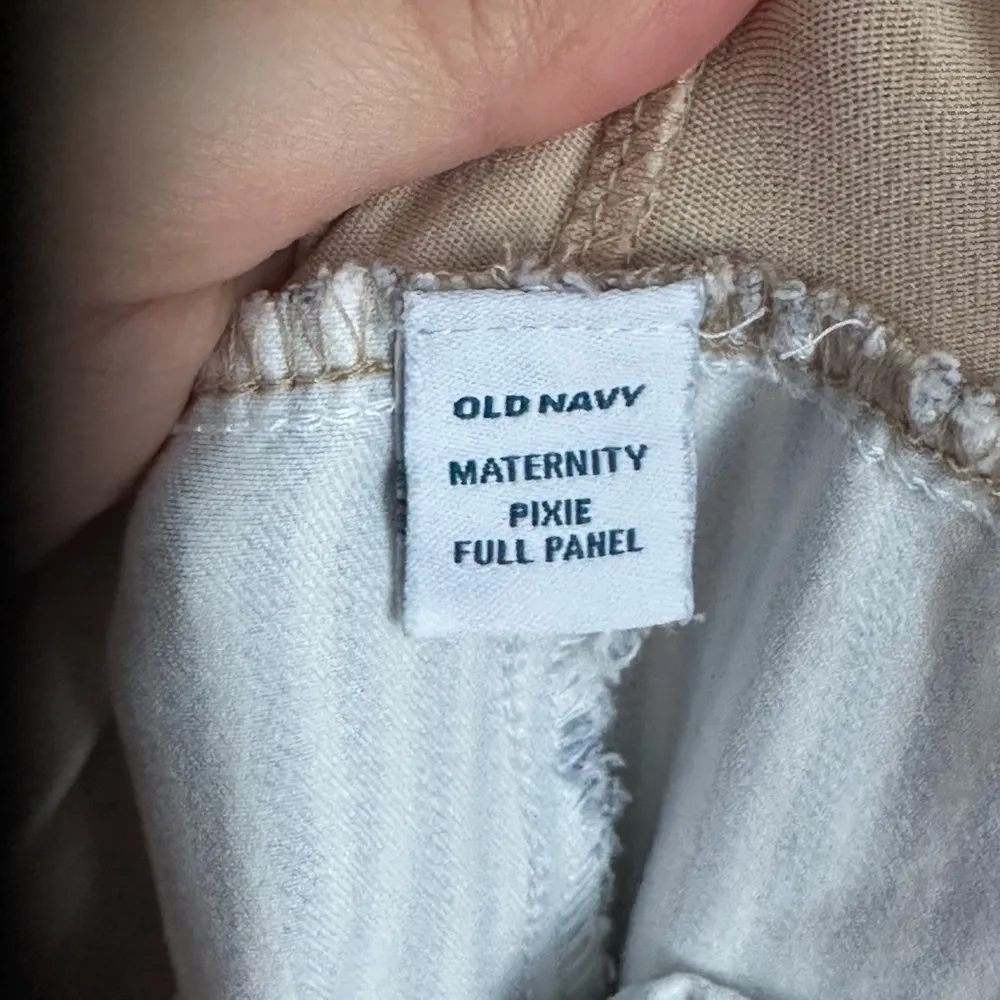 OLD NAVY
MATERNITY
PIXIE
FULL PANEL